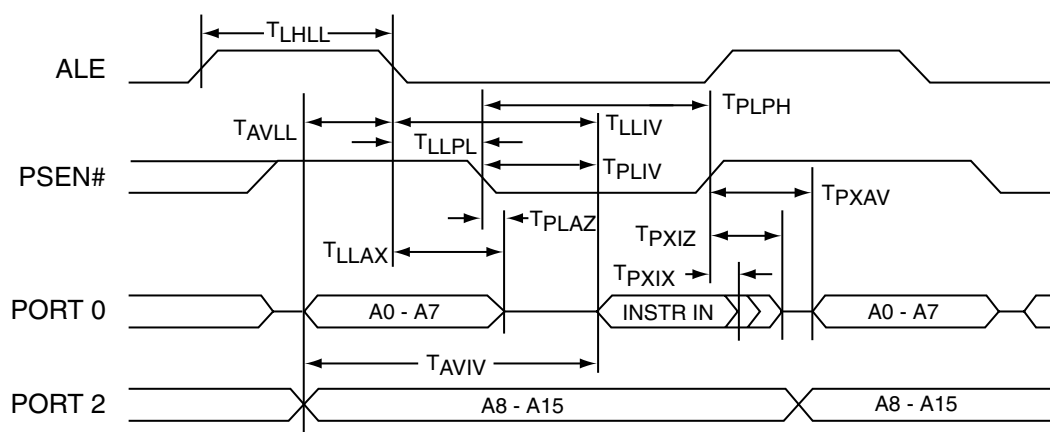 TLHLL
ALE
TPLPH
TAVLL
TLLIV
TLLPL
PSEN#
TPLIV
TPXAV
TPLAZ
TLLAX
TPXIZ
TPXIX
PORT 0
A0 - A7
INSTR IN
A0 - A7
TAVIV
PORT 2
A8 - A15
A8 - A15